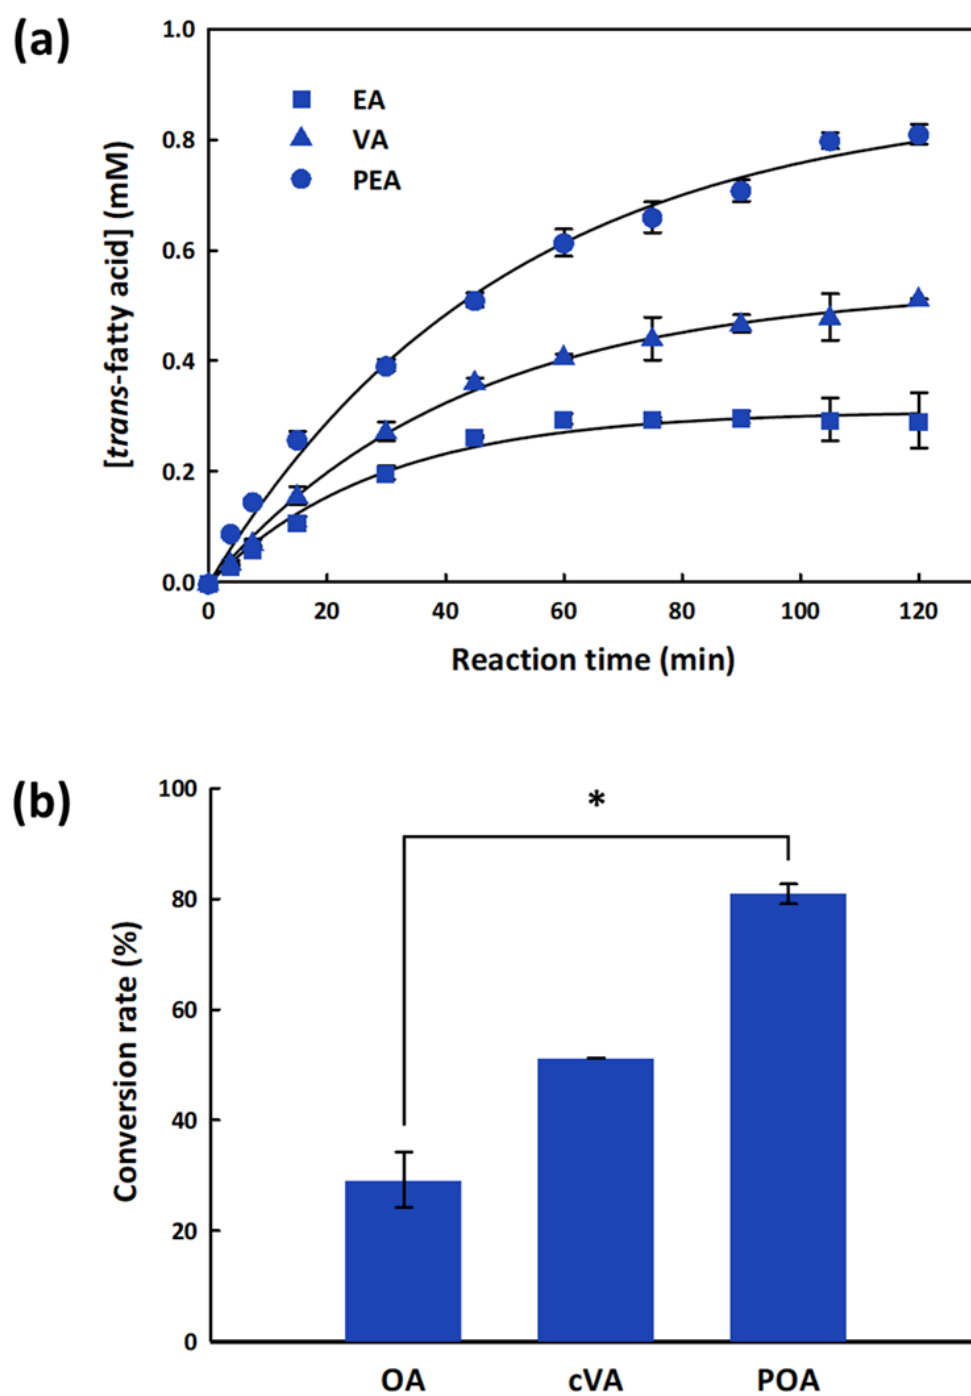 (a)
1.0
0.8
0.6
0.4
0.2
0.0
[trans-fatty acid] (mM)
EA
VA
PEA
0 20 40 60 80 100 120
Reaction time (min)
(b)
100
80
60
40
20
0
Conversion rate (%)
*
OA cVA POA